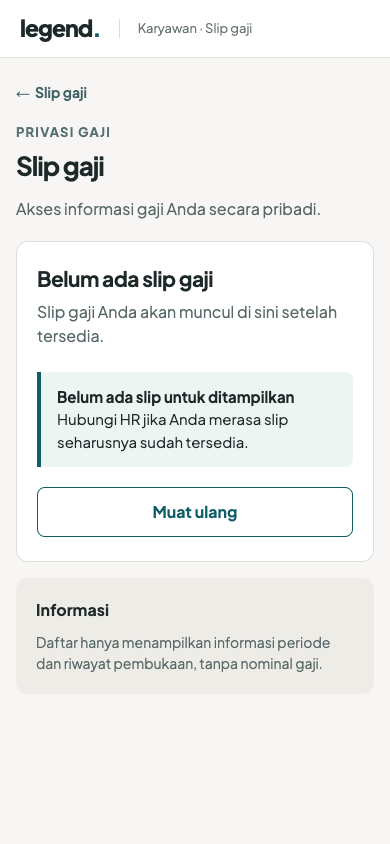 legend.
Karyawan · Slip gaji
← Slip gaji
PRIVASI GAJI
Slip gaji
Akses informasi gaji Anda secara pribadi.
Belum ada slip gaji
Slip gaji Anda akan muncul di sini setelah
tersedia.
Belum ada slip untuk ditampilkan
Hubungi HR jika Anda merasa slip
seharusnya sudah tersedia.
Muat ulang
Informasi
Daftar hanya menampilkan informasi periode
dan riwayat pembukaan, tanpa nominal gaji.